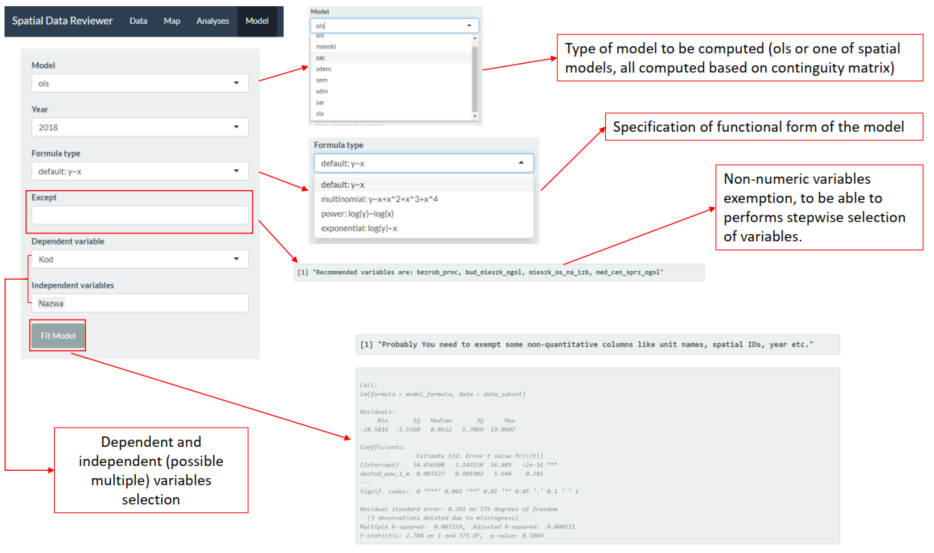 Spatial Data Reviewer Data Map Analyses Model
Model
ols
Year
2018
Formula type
default: y~x
Except
Dependent variable
Kod
Independent variables
Nazwa
Fit Model
Dependent and
independent (possible
multiple) variables
selection
Model
ols
ols
manski
sac
sdem
sem
sdm
sar
slx
Type of model to be computed (ols or one of spatial
models, all computed based on continguity matrix)
Formula type
default: y~x
default: y~x
multinomial: y~x+x^2+x^3+x^4
power: log(y)~log(x)
exponential: log(y)~x
Specification of functional form of the model
Non-numeric variables
exemption, to be able to
performs stepwise selection
of variables.
[1] "Recommended variables are: bezrob_proc, bud_mieszk_ogol, mieszk_os_na_izb, med_cen_sprz_ogol"
[1] "Probably You need to exempt some non-quantitative columns like unit names, spatial IDs, year etc."
Call:
lm(formula = model_formula, data = data_subset)
Residuals:
Min 1Q Median 3Q Max
-24.5816 -5.5560 0.0612 5.7069 19.0607
Coefficients:
Estimate Std. Error t value Pr(>|t|)
(Intercept) 34.456508 2.142158 16.085 <2e-16 ***
dochod_pow_1_m 0.003127 0.001902 1.644 0.101
---
Signif. codes: 0 '***' 0.001 '**' 0.01 '*' 0.05 '.' 0.1 ' ' 1
Residual standard error: 8.261 on 375 degrees of freedom
(3 observations deleted due to missingness)
Multiple R-squared: 0.007159, Adjusted R-squared: 0.004511
F-statistic: 2.704 on 1 and 375 DF, p-value: 0.1009